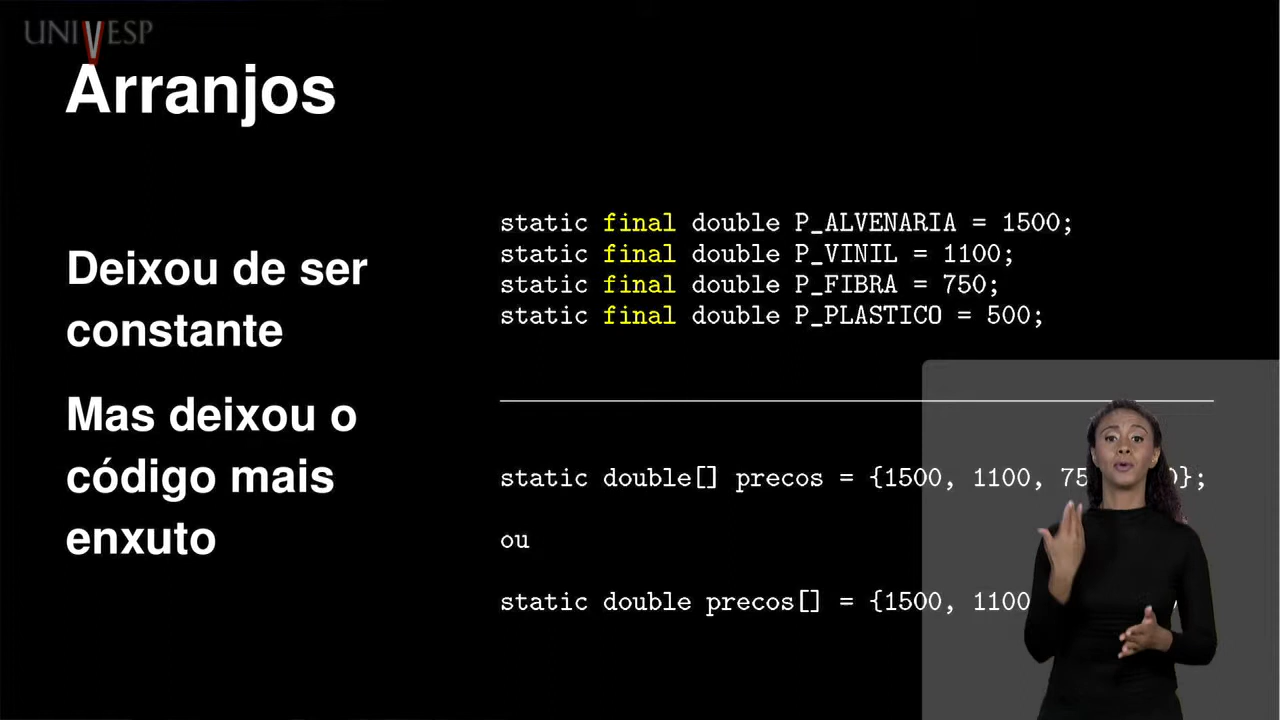 UNIVESP
Arranjos
Deixou de ser
constante
Mas deixou o
código mais
enxuto
static final double P_ALVENARIA = 1500;
static final double P_VINIL = 1100;
static final double P_FIBRA = 750;
static final double P_PLASTICO = 500;
static double[] precos = {1500, 1100,
ou
static double precos[] = {1500, 1100